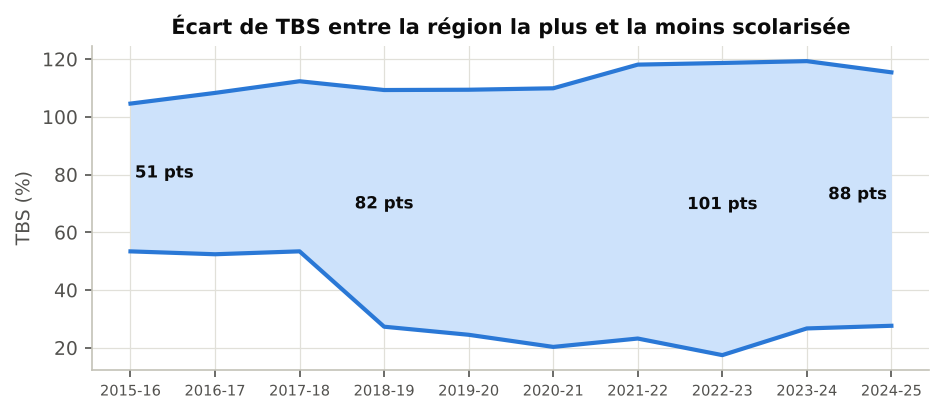 Écart de TBS entre la région la plus et la moins scolarisée
TBS (%)
120
100
80
60
40
20
51 pts
82 pts
101 pts
88 pts
2015-16 2016-17 2017-18 2018-19 2019-20 2020-21 2021-22 2022-23 2023-24 2024-25